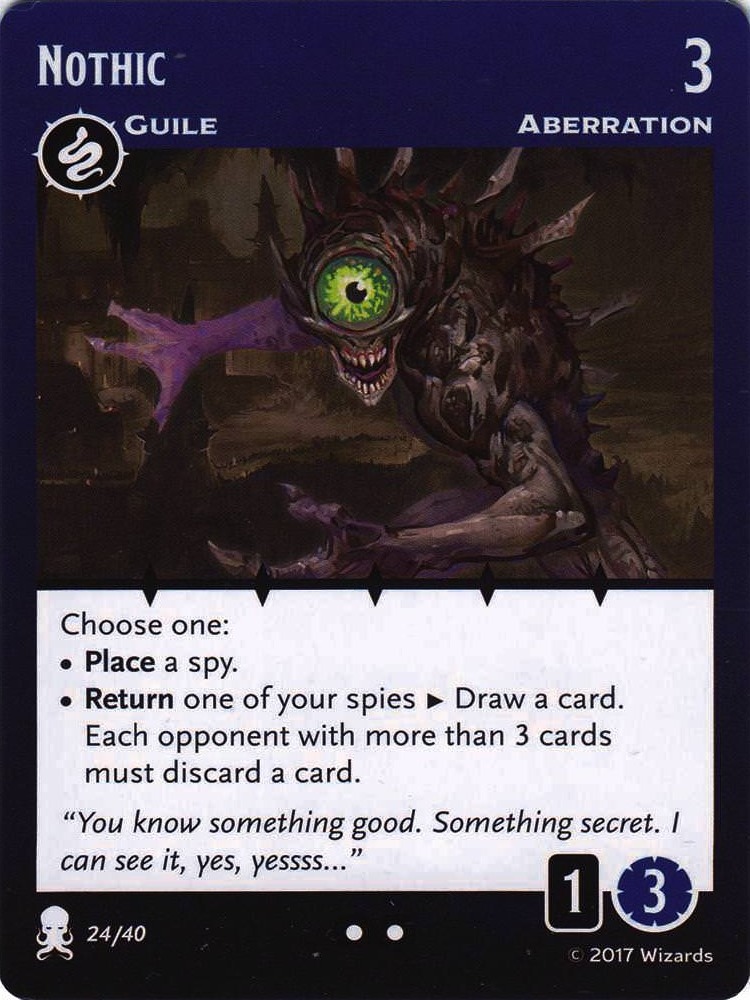 Nothic 3
Guile Aberration
Choose one:
• Place a spy.
• Return one of your spies ▶ Draw a card.
Each opponent with more than 3 cards
must discard a card.
“You know something good. Something secret. I
can see it, yes, yessss...”
1 3
24/40
© 2017 Wizards